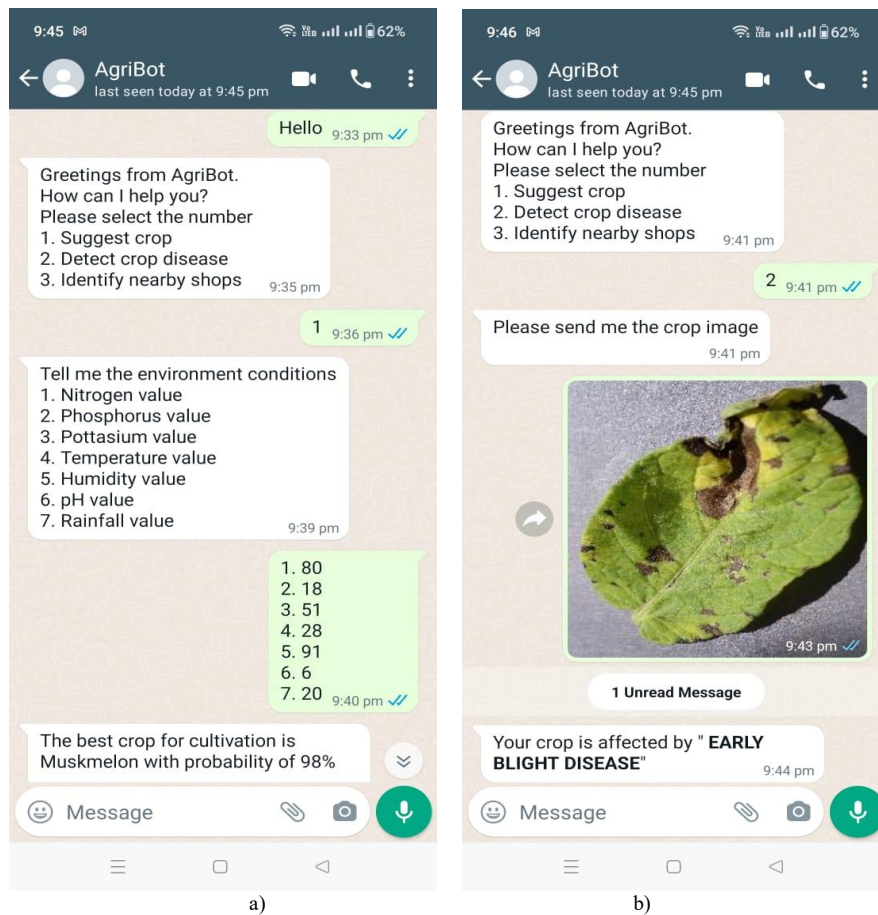 9:45 62%
AgriBot
last seen today at 9:45 pm
Hello 9:33 pm
Greetings from AgriBot.
How can I help you?
Please select the number
1. Suggest crop
2. Detect crop disease
3. Identify nearby shops 9:35 pm
1 9:36 pm
Tell me the environment conditions
1. Nitrogen value
2. Phosphorus value
3. Pottasium value
4. Temperature value
5. Humidity value
6. pH value
7. Rainfall value 9:39 pm
1. 80
2. 18
3. 51
4. 28
5. 91
6. 6
7. 20 9:40 pm
The best crop for cultivation is
Muskmelon with probability of 98%
Message
a)
9:46 62%
AgriBot
last seen today at 9:45 pm
Greetings from AgriBot.
How can I help you?
Please select the number
1. Suggest crop
2. Detect crop disease
3. Identify nearby shops 9:41 pm
2 9:41 pm
Please send me the crop image
9:41 pm
9:43 pm
1 Unread Message
Your crop is affected by " EARLY
BLIGHT DISEASE" 9:44 pm
Message
b)